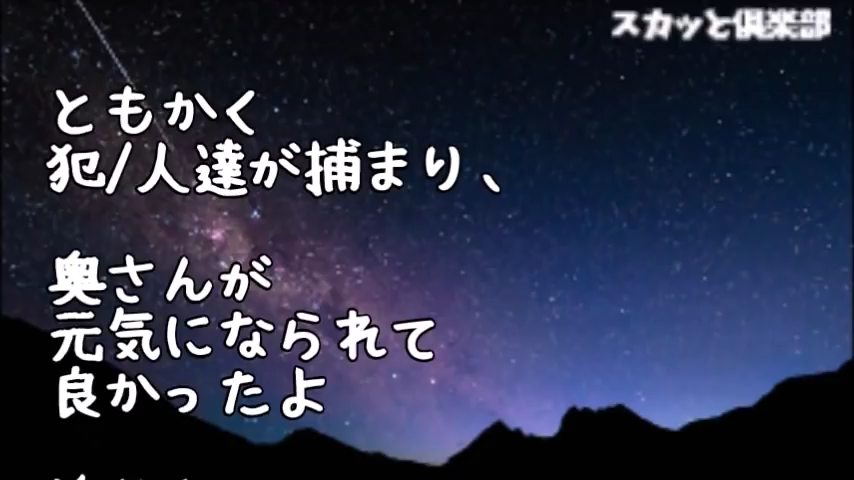 スカッと倶楽部
ともかく
犯/人達が捕まり、
奥さんが
元気になられて
良かったよ